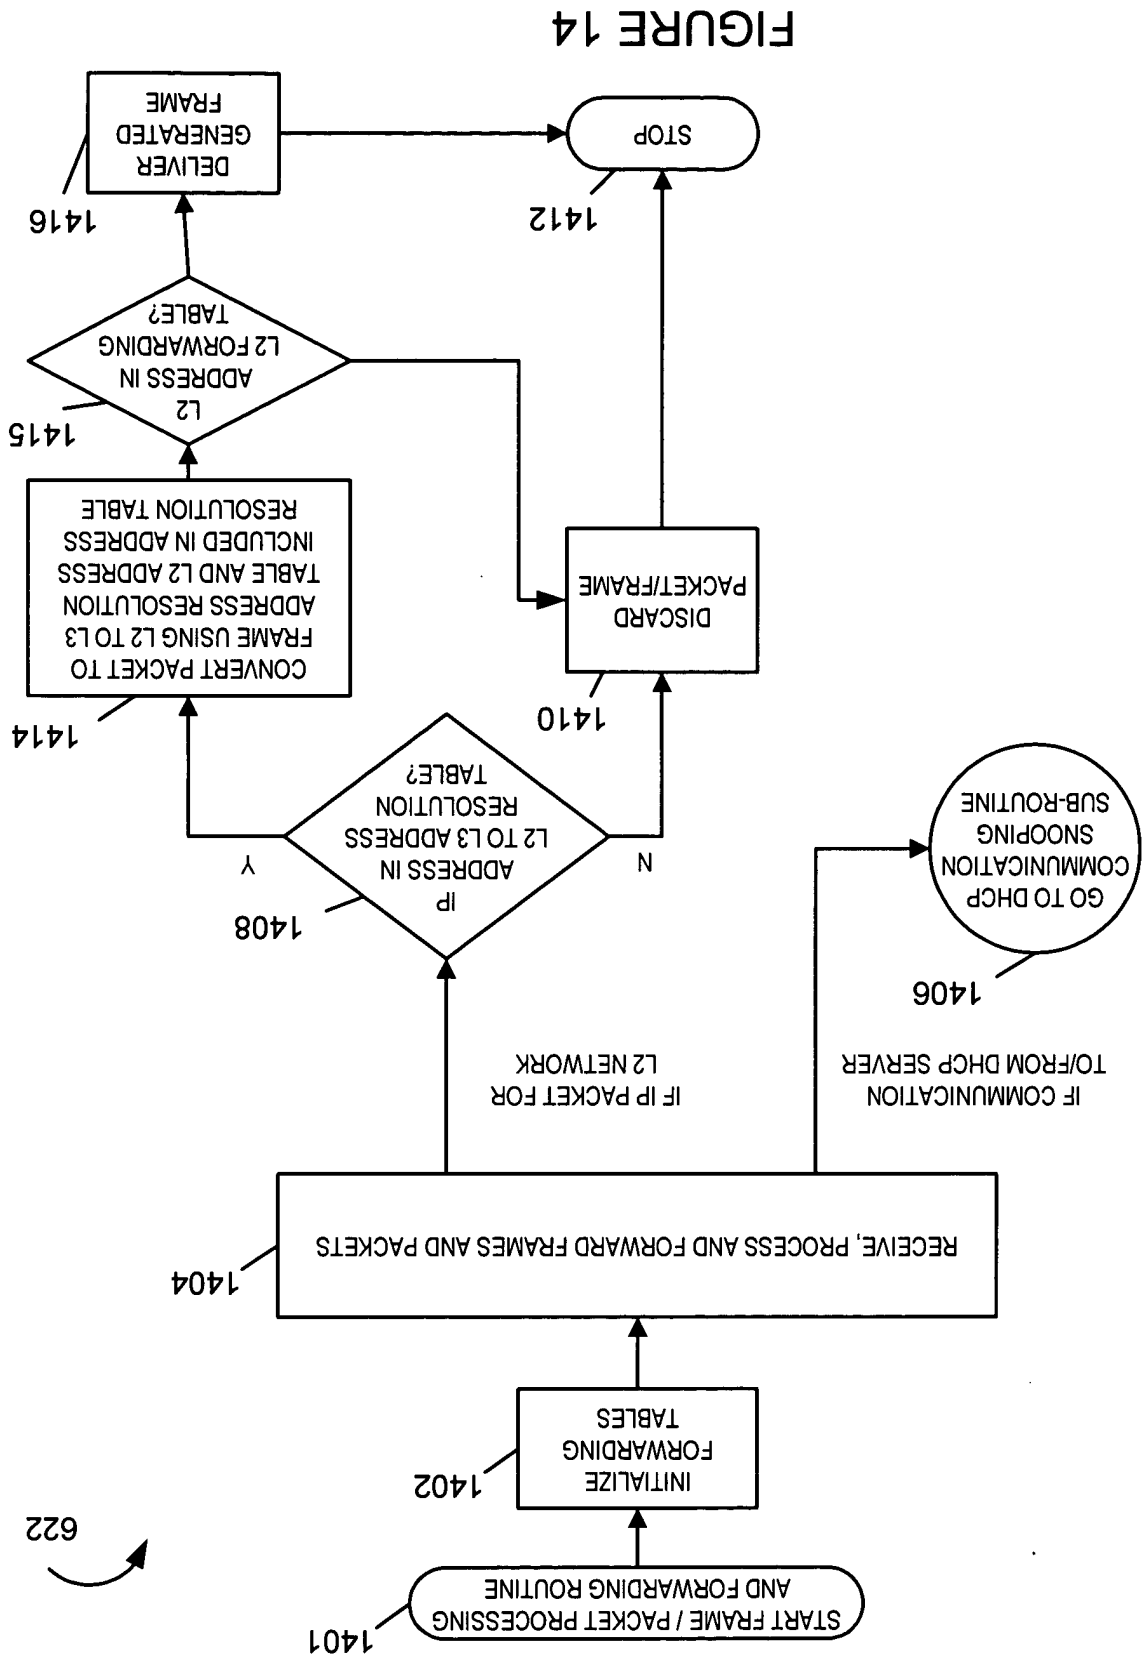 622
1401
START FRAME / PACKET PROCESSING
AND FORWARDING ROUTINE
1402
INITIALIZE
FORWARDING
TABLES
1404
RECEIVE, PROCESS AND FORWARD FRAMES AND PACKETS
IF COMMUNICATION
TO/FROM DHCP SERVER
IF IP PACKET FOR
L2 NETWORK
1406
GO TO DHCP
COMMUNICATION
SNOOPING
SUB-ROUTINE
1408
IP
ADDRESS IN
L2 TO L3 ADDRESS
RESOLUTION
TABLE?
N
Y
1410
DISCARD
PACKET/FRAME
1414
CONVERT PACKET TO
FRAME USING L2 TO L3
ADDRESS RESOLUTION
TABLE AND L2 ADDRESS
INCLUDED IN ADDRESS
RESOLUTION TABLE
1415
L2
ADDRESS IN
L2 FORWARDING
TABLE?
1412
STOP
1416
DELIVER
GENERATED
FRAME
FIGURE 14